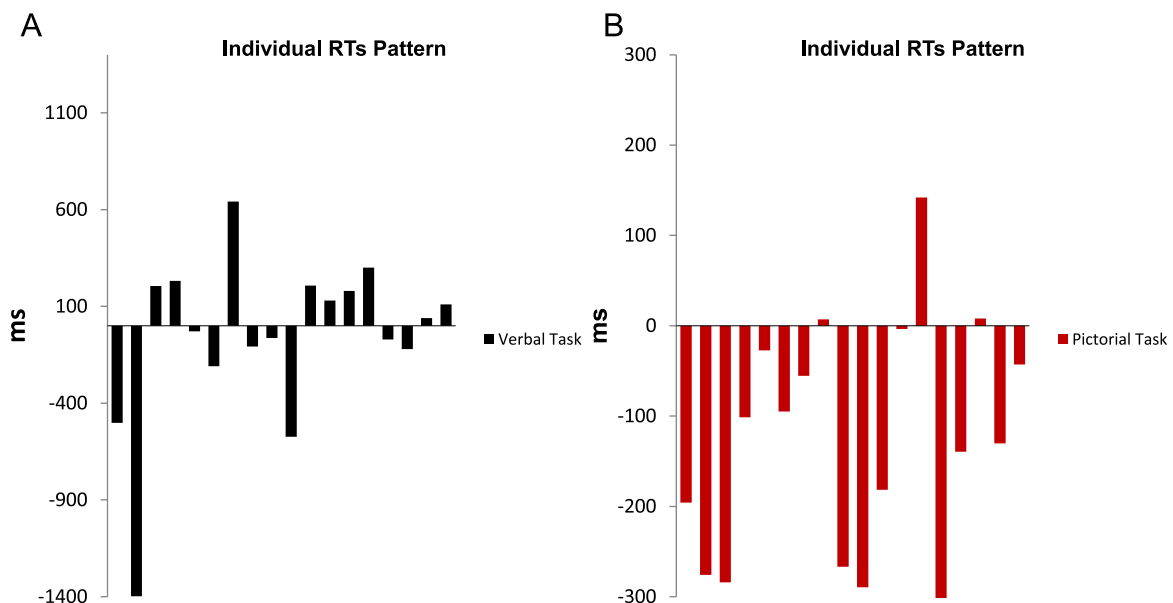 A
Individual RTs Pattern
1100
600
100
-400
-900
-1400
ms
Verbal Task
B
Individual RTs Pattern
300
200
100
0
-100
-200
-300
ms
Pictorial Task